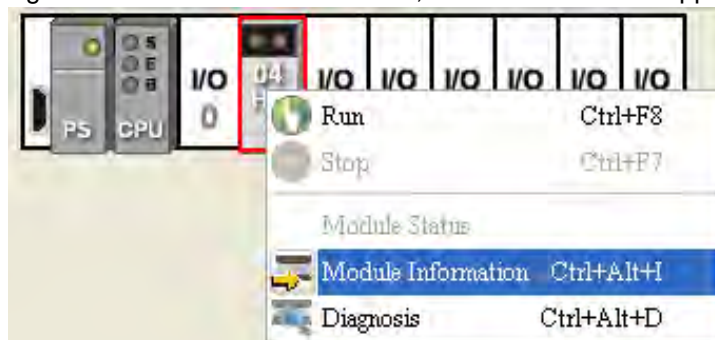 S
E
B
PS CPU I/O 0 04 H I/O I/O I/O I/O I/O I/O
Run Ctrl+F8
Stop Ctrl+F7
Module Status
Module Information Ctrl+Alt+I
Diagnosis Ctrl+Alt+D